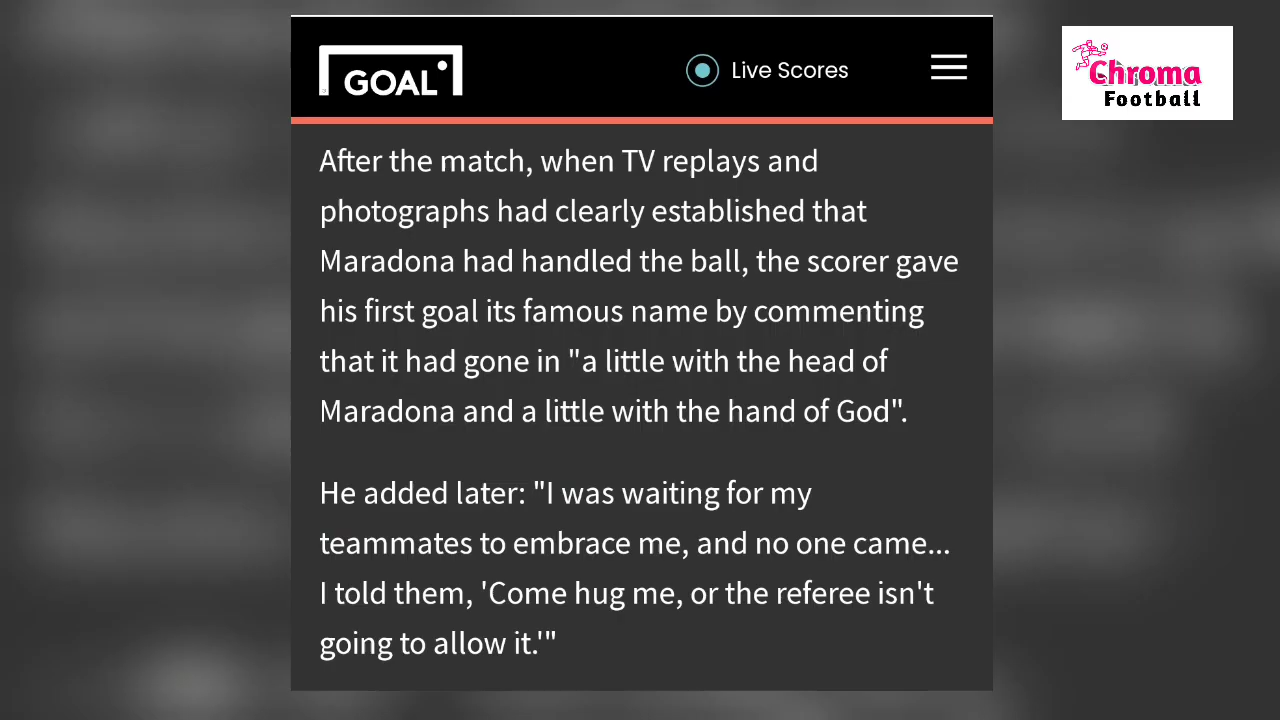 GOAL
Live Scores
Chroma
Football
After the match, when TV replays and
photographs had clearly established that
Maradona had handled the ball, the scorer gave
his first goal its famous name by commenting
that it had gone in "a little with the head of
Maradona and a little with the hand of God".
He added later: "I was waiting for my
teammates to embrace me, and no one came...
I told them, 'Come hug me, or the referee isn't
going to allow it.'"